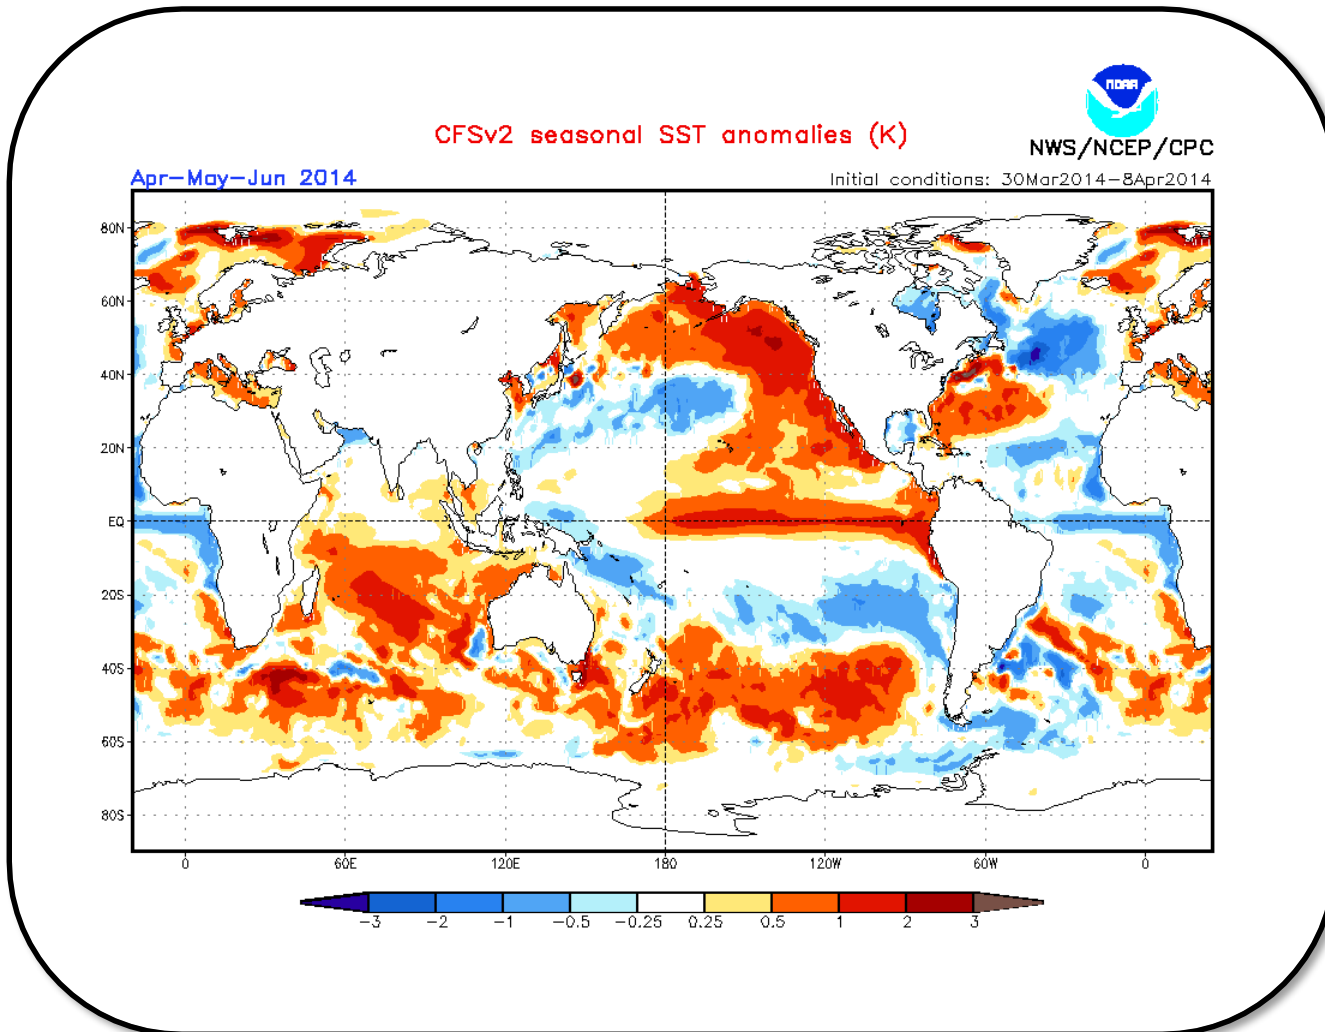 NOAA
CFSv2 seasonal SST anomalies (K)
NWS/NCEP/CPC
Apr-May-Jun 2014
Initial conditions: 30Mar2014-8Apr2014
80N
60N
40N
20N
EQ
20S
40S
60S
80S
0 60E 120E 180 120W 60W 0
-3 -2 -1 -0.5 -0.25 0.25 0.5 1 2 3